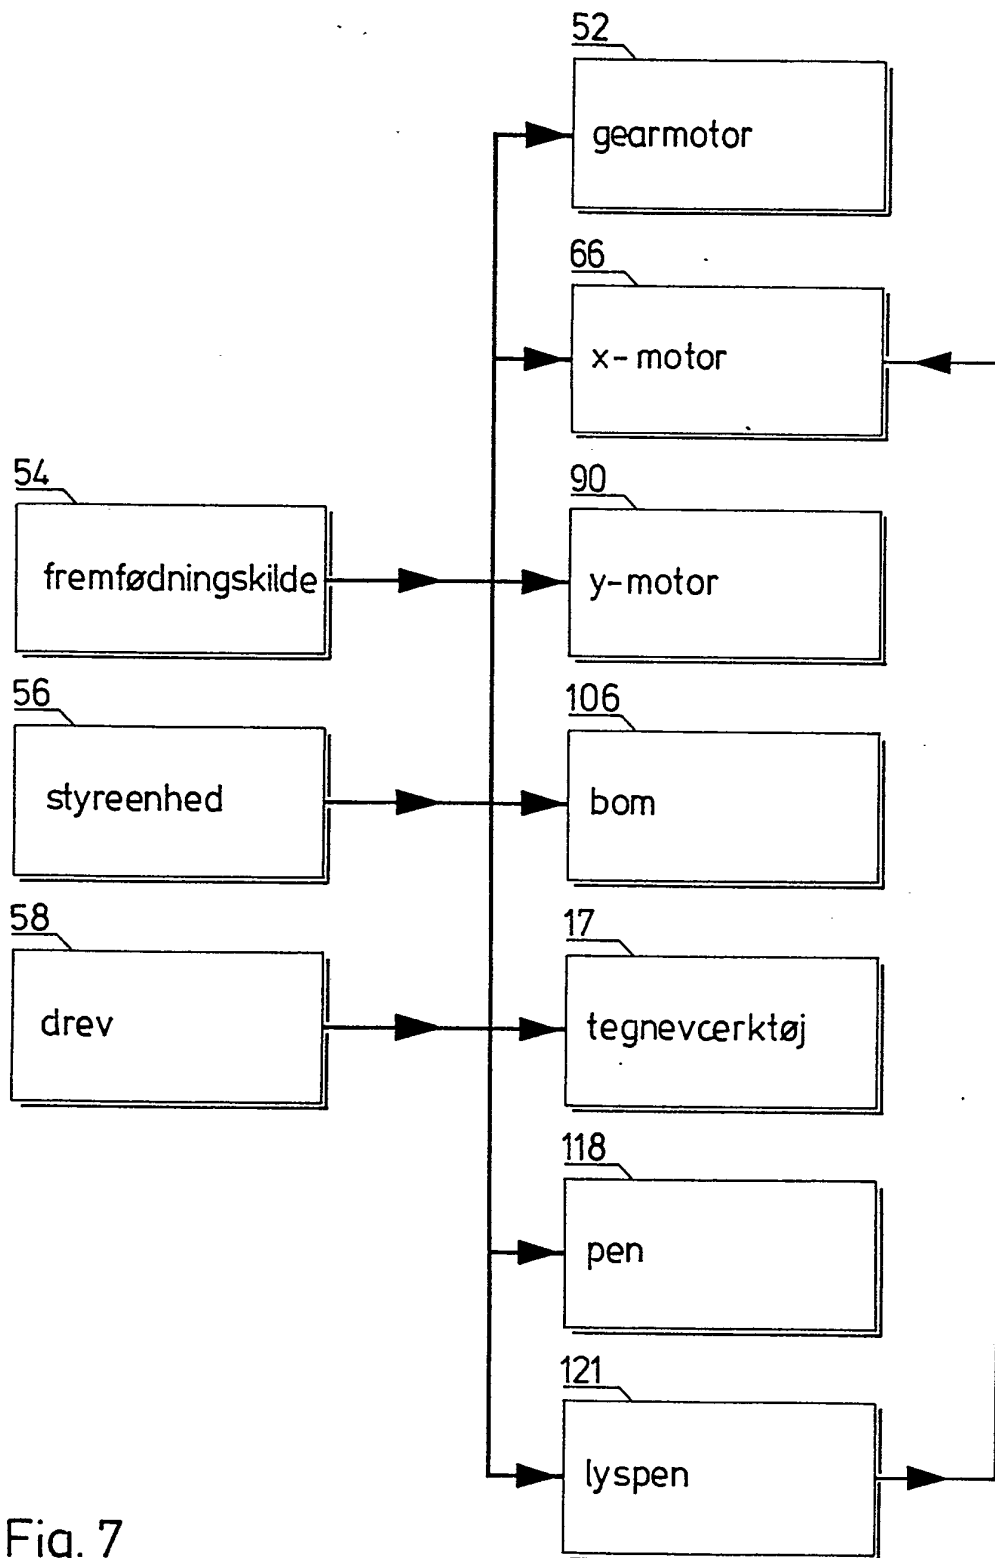 52
gearmotor
66
x-motor
54
fremfødningskilde
90
y-motor
56
styreenhed
106
bom
58
drev
17
tegneværktøj
118
pen
121
lyspen
Fig. 7